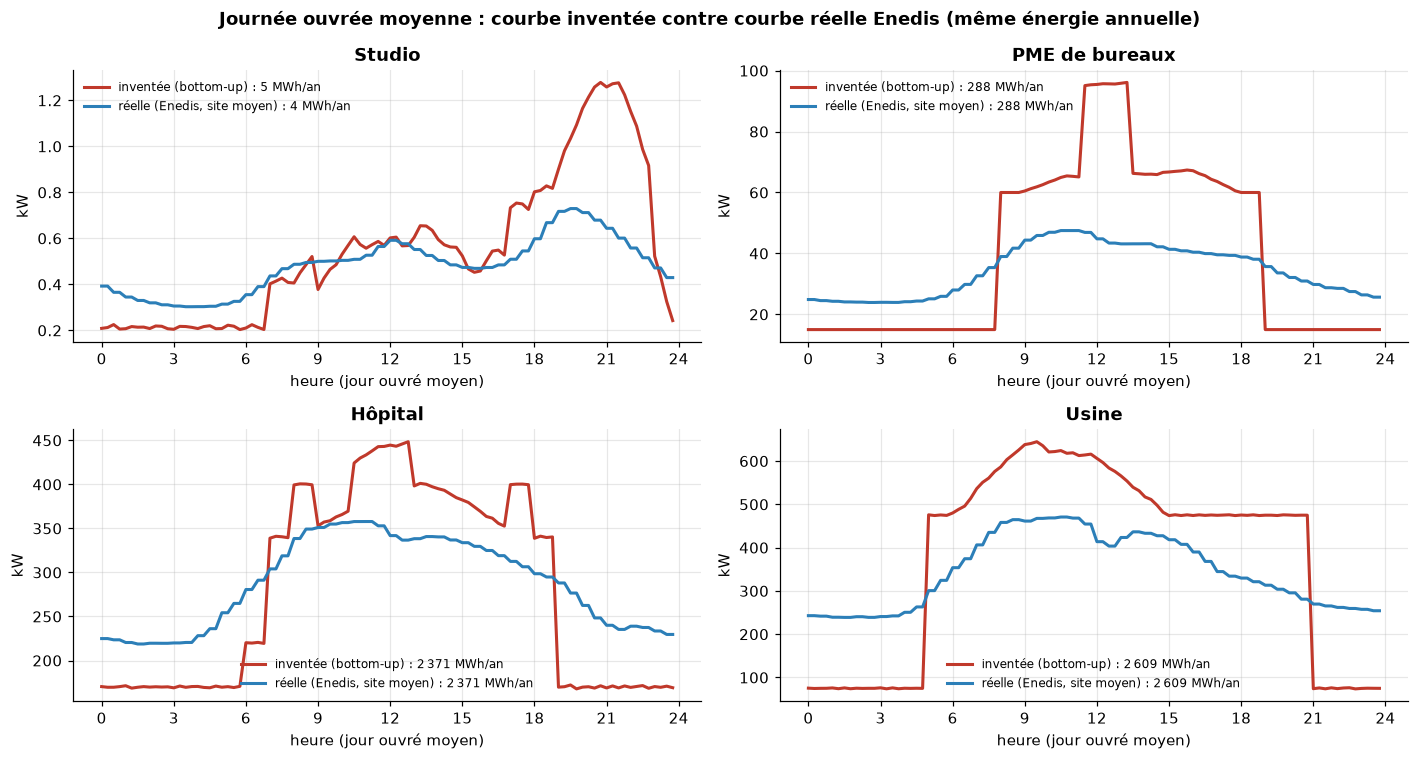 Journée ouvrée moyenne : courbe inventée contre courbe réelle Enedis (même énergie annuelle)
Studio
inventée (bottom-up) : 5 MWh/an
réelle (Enedis, site moyen) : 4 MWh/an
kW
1.2
1.0
0.8
0.6
0.4
0.2
0 3 6 9 12 15 18 21 24
heure (jour ouvré moyen)
PME de bureaux
inventée (bottom-up) : 288 MWh/an
réelle (Enedis, site moyen) : 288 MWh/an
kW
100
80
60
40
20
0 3 6 9 12 15 18 21 24
heure (jour ouvré moyen)
Hôpital
kW
450
400
350
300
250
200
inventée (bottom-up) : 2 371 MWh/an
réelle (Enedis, site moyen) : 2 371 MWh/an
0 3 6 9 12 15 18 21 24
heure (jour ouvré moyen)
Usine
kW
600
500
400
300
200
100
inventée (bottom-up) : 2 609 MWh/an
réelle (Enedis, site moyen) : 2 609 MWh/an
0 3 6 9 12 15 18 21 24
heure (jour ouvré moyen)